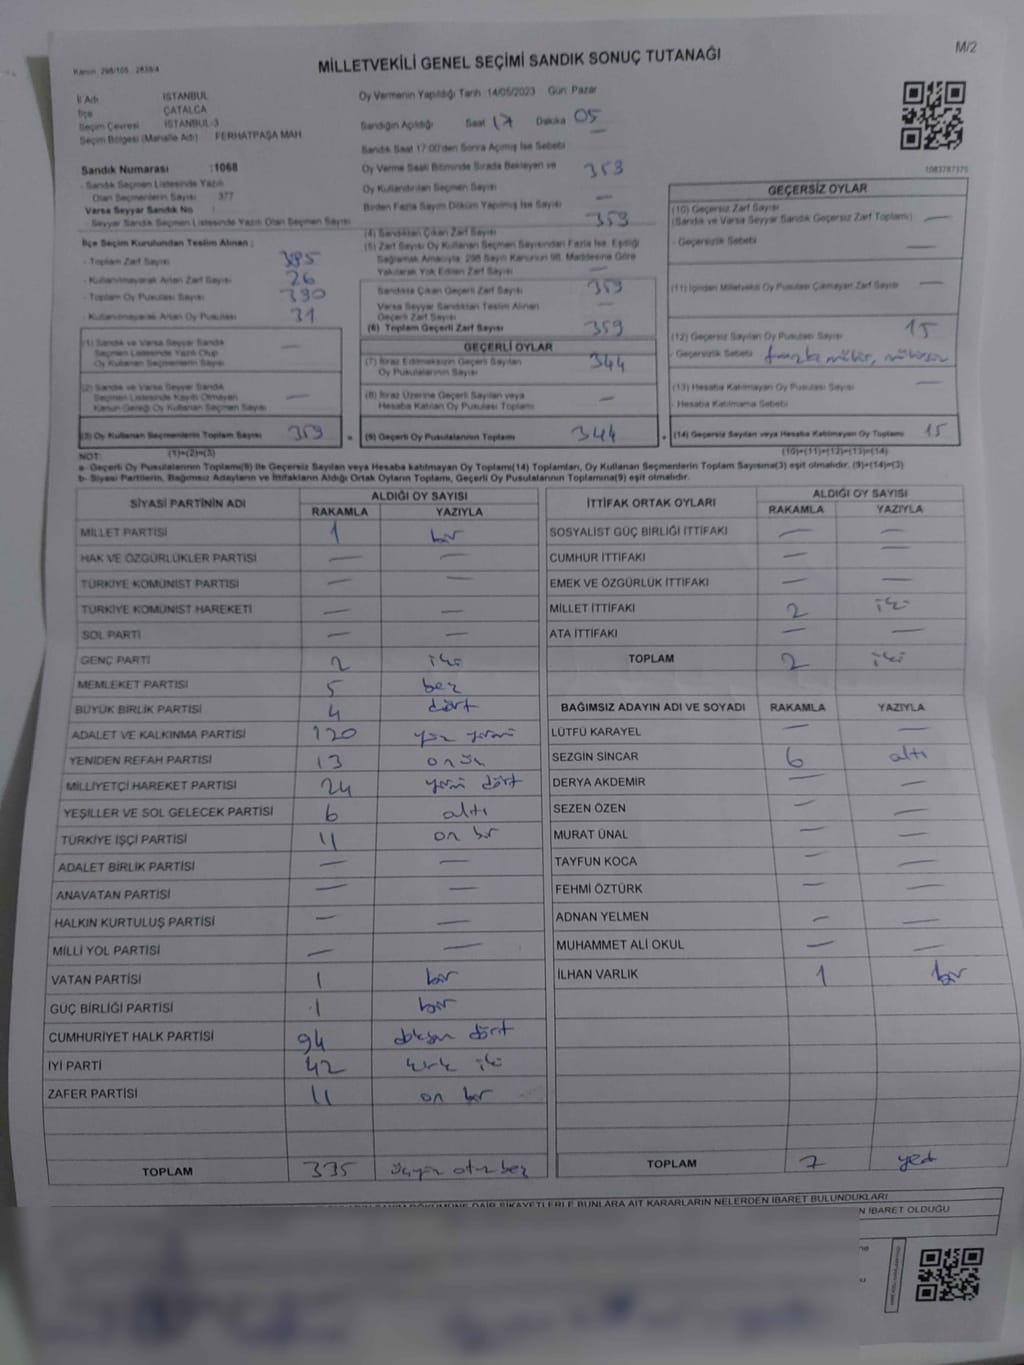 M/2
Kanun: 298/105 - 2839/4
MİLLETVEKİLİ GENEL SEÇİMİ SANDIK SONUÇ TUTANAĞI
İl Adı İSTANBUL
İlçe ÇATALCA
Seçim Çevresi İSTANBUL-3
Seçim Bölgesi (Mahalle Adı) FERHATPAŞA MAH.
Sandık Numarası :1068
- Sandık Seçmen Listesinde Yazılı
Olan Seçmenlerin Sayısı 377
Varsa Seyyar Sandık No :
- Seyyar Sandık Seçmen Listesinde Yazılı Olan Seçmen Sayısı
İlçe Seçim Kurulundan Teslim Alınan ;
- Toplam Zarf Sayısı 385
- Kullanılmayarak Artan Zarf Sayısı 26
- Toplam Oy Pusulası Sayısı 390
- Kullanılmayarak Artan Oy Pusulası 31
(1) Sandık ve Varsa Seyyar Sandık
Seçmen Listesinde Yazılı Olup
Oy Kullanan Seçmen Sayısı —
(2) Sandık ve Varsa Seyyar Sandık
Seçmen Listesinde Kayıtlı Olmayan
Kanun Gereği Oy Kullanan Seçmen Sayısı —
(3) Oy Kullanan Seçmenlerin Toplam Sayısı 359 =
Oy Vermenin Yapıldığı Tarih :14/05/2023 Gün: Pazar
Sandığın Açıldığı Saat 17 Dakika 05
Sandık Saat 17:00'den Sonra Açılmış İse Sebebi —
Oy Verme Saati Bitiminde Sırada Bekleyen ve
Oy Kullandırılan Seçmen Sayısı 353
Birden Fazla Sayım Döküm Yapılmış İse Sayısı —
(4) Sandıktan Çıkan Zarf Sayısı 359
(5) Zarf Sayısı Oy Kullanan Seçmen Sayısından Fazla İse, Eşitliği
Sağlamak Amacıyla, 298 Sayılı Kanunun 98. Maddesine Göre
Yakılarak Yok Edilen Zarf Sayısı —
Sandıkta Çıkan Geçerli Zarf Sayısı 359
Varsa Seyyar Sandıktan Teslim Alınan
Geçerli Zarf Sayısı —
(6) Toplam Geçerli Zarf Sayısı 359
GEÇERLİ OYLAR
(7) İtiraz Edilmeksizin Geçerli Sayılan
Oy Pusulalarının Sayısı 344
(8) İtiraz Üzerine Geçerli Sayılan veya
Hesaba Katılan Oy Pusulası Toplamı —
(9) Geçerli Oy Pusulalarının Toplamı 344 +
1083787375
GEÇERSİZ OYLAR
(10) Geçersiz Zarf Sayısı
(Sandık ve Varsa Seyyar Sandık Geçersiz Zarf Toplamı) —
- Geçersizlik Sebebi —
(11) İçinden Milletvekili Oy Pusulası Çıkmayan Zarf Sayısı —
(12) Geçersiz Sayılan Oy Pusulası Sayısı 15
- Geçersizlik Sebebi fazla mühür,
(13) Hesaba Katılmayan Oy Pusulası Sayısı —
- Hesaba Katılmama Sebebi
(14) Geçersiz Sayılan veya Hesaba Katılmayan Oy Toplamı 15
NOT: (1)+(2)=(3) (10)+(11)+(12)+(13)=(14)
a- Geçerli Oy Pusulalarının Toplamı(9) ile Geçersiz Sayılan veya Hesaba katılmayan Oy Toplamı(14) Toplamları, Oy Kullanan Seçmenlerin Toplam Sayısına(3) eşit olmalıdır. (9)+(14)=(3)
b- Siyasi Partilerin, Bağımsız Adayların ve İttifakların Aldığı Ortak Oyların Toplamı, Geçerli Oy Pusulalarının Toplamına(9) eşit olmalıdır.
SİYASİ PARTİNİN ADI ALDIĞI OY SAYISI
RAKAMLA YAZIYLA
MİLLET PARTİSİ 1 bir
HAK VE ÖZGÜRLÜKLER PARTİSİ — —
TÜRKİYE KOMÜNİST PARTİSİ — —
TÜRKİYE KOMÜNİST HAREKETİ — —
SOL PARTİ — —
GENÇ PARTİ 2 iki
MEMLEKET PARTİSİ 5 beş
BÜYÜK BİRLİK PARTİSİ 4 dört
ADALET VE KALKINMA PARTİSİ 120 yüz yirmi
YENİDEN REFAH PARTİSİ 13 onüç
MİLLİYETÇİ HAREKET PARTİSİ 24 yirmi dört
YEŞİLLER VE SOL GELECEK PARTİSİ 6 altı
TÜRKİYE İŞÇİ PARTİSİ 11 on bir
ADALET BİRLİK PARTİSİ — —
ANAVATAN PARTİSİ — —
HALKIN KURTULUŞ PARTİSİ — —
MİLLİ YOL PARTİSİ — —
VATAN PARTİSİ 1 bir
GÜÇ BİRLİĞİ PARTİSİ 1 bir
CUMHURİYET HALK PARTİSİ 94 doksan dört
İYİ PARTİ 42 kırk iki
ZAFER PARTİSİ 11 on bir
TOPLAM 335 üçyüz otuz beş
İTTİFAK ORTAK OYLARI ALDIĞI OY SAYISI
RAKAMLA YAZIYLA
SOSYALİST GÜÇ BİRLİĞİ İTTİFAKI — —
CUMHUR İTTİFAKI — —
EMEK VE ÖZGÜRLÜK İTTİFAKI — —
MİLLET İTTİFAKI 2 iki
ATA İTTİFAKI — —
TOPLAM 2 iki
BAĞIMSIZ ADAYIN ADI VE SOYADI RAKAMLA YAZIYLA
LÜTFÜ KARAYEL — —
SEZGİN SİNCAR 6 altı
DERYA AKDEMİR — —
SEZEN ÖZEN — —
MURAT ÜNAL — —
TAYFUN KOCA — —
FEHMİ ÖZTÜRK — —
ADNAN YELMEN — —
MUHAMMET ALİ OKUL — —
İLHAN VARLIK 1 bir
TOPLAM 7 yedi
DÖKÜMÜNE DAİR ŞİKAYETLERLE BUNLARA AİT KARARLARIN NELERDEN İBARET BULUNDUKLARI
N İBARET OLDUĞU